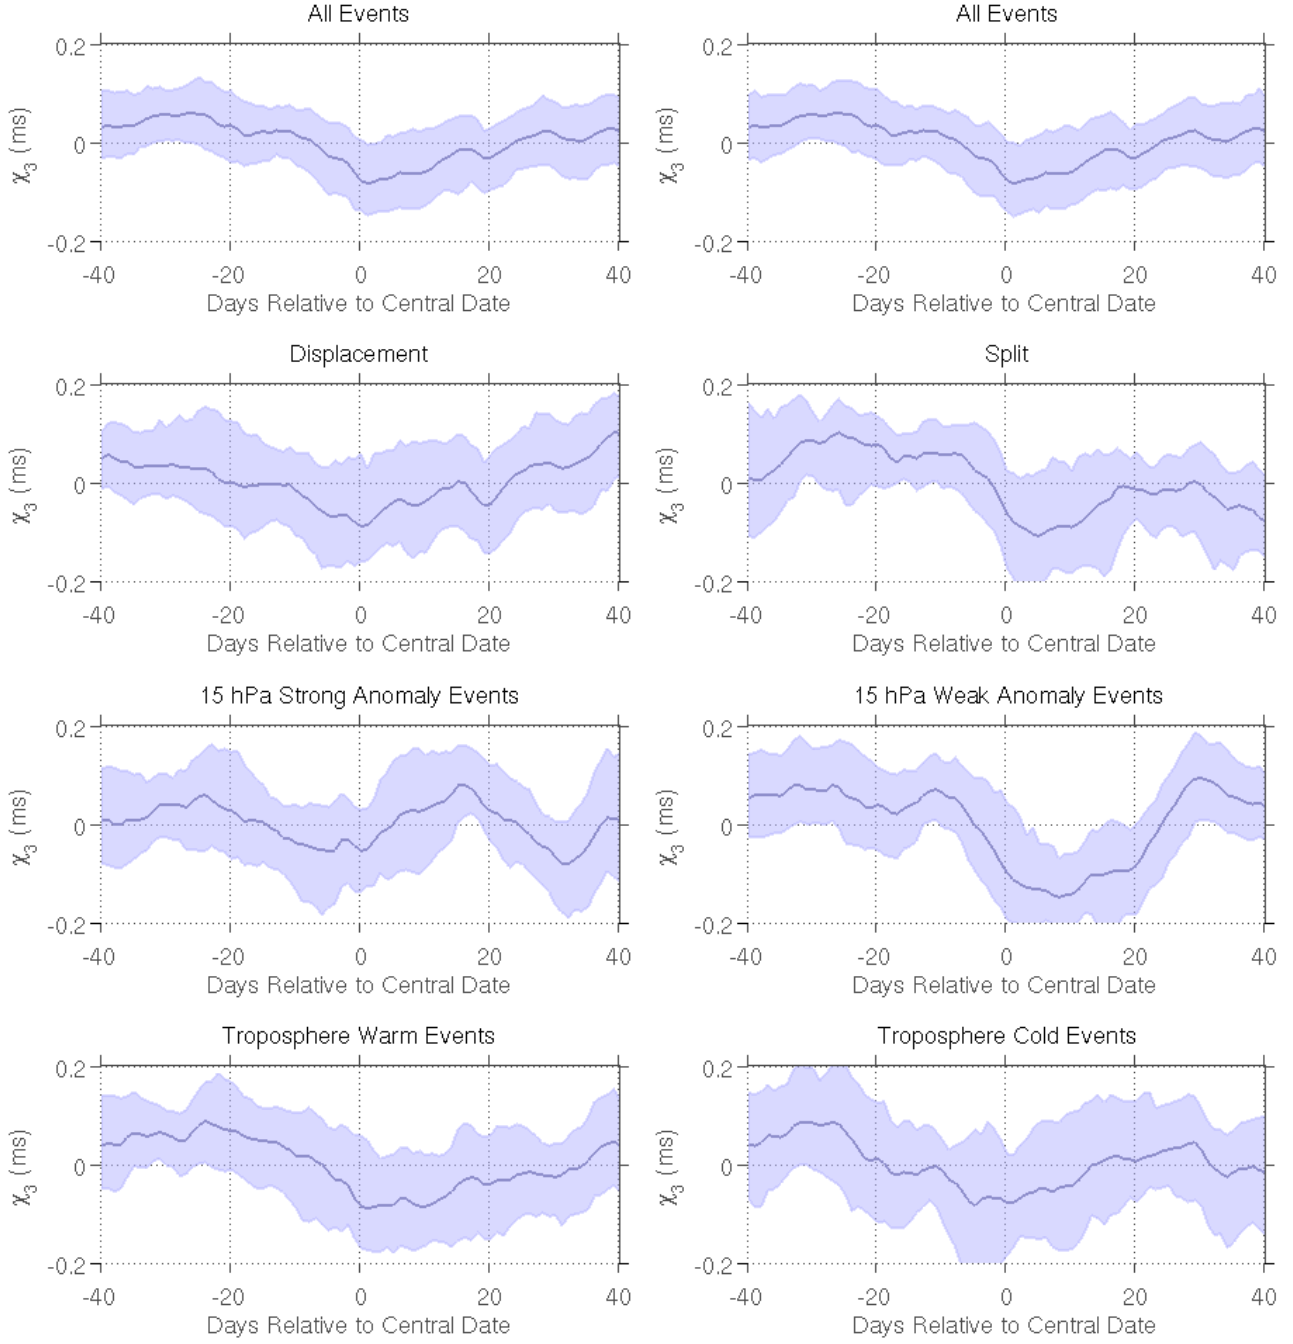 All Events
All Events
0.2
0
-0.2
χ3 (ms)
-40
-20
0
20
40
Days Relative to Central Date
0.2
0
-0.2
χ3 (ms)
-40
-20
0
20
40
Days Relative to Central Date
Displacement
Split
0.2
0
-0.2
χ3 (ms)
-40
-20
0
20
40
Days Relative to Central Date
0.2
0
-0.2
χ3 (ms)
-40
-20
0
20
40
Days Relative to Central Date
15 hPa Strong Anomaly Events
15 hPa Weak Anomaly Events
0.2
0
-0.2
χ3 (ms)
-40
-20
0
20
40
Days Relative to Central Date
0.2
0
-0.2
χ3 (ms)
-40
-20
0
20
40
Days Relative to Central Date
Troposphere Warm Events
Troposphere Cold Events
0.2
0
-0.2
χ3 (ms)
-40
-20
0
20
40
Days Relative to Central Date
0.2
0
-0.2
χ3 (ms)
-40
-20
0
20
40
Days Relative to Central Date